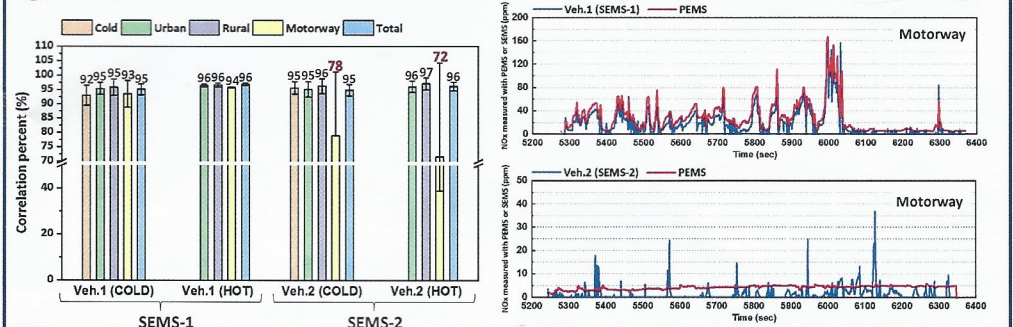 Cold Urban Rural Motorway Total
Correlation percent (%)
110
105
100
95
90
85
80
75
70
40
20
0
92 95 95 93 95
96 96 94 96
95 95 96 78 95
96 97 72 96
Veh.1 (COLD) Veh.1 (HOT) Veh.2 (COLD) Veh.2 (HOT)
SEMS-1 SEMS-2
Veh.1 (SEMS-1) PEMS
Motorway
NOx measured with PEMS or SEMS (ppm)
200
160
120
80
40
0
5200 5300 5400 5500 5600 5700 5800 5900 6000 6100 6200 6300 6400
Time (sec)
Veh.2 (SEMS-2) PEMS
Motorway
NOx measured with PEMS or SEMS (ppm)
50
40
30
20
10
0
5200 5300 5400 5500 5600 5700 5800 5900 6000 6100 6200 6300 6400
Time (sec)